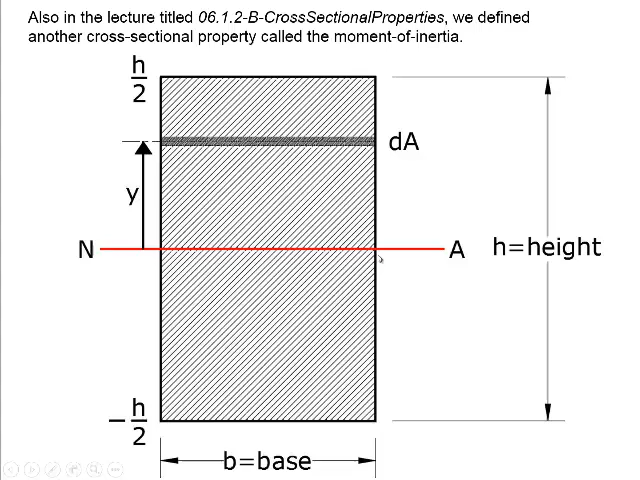 Also in the lecture titled 06.1.2-B-CrossSectionalProperties, we defined
another cross-sectional property called the moment-of-inertia.
h
2
dA
y
N
A
h=height
-h
2
b=base